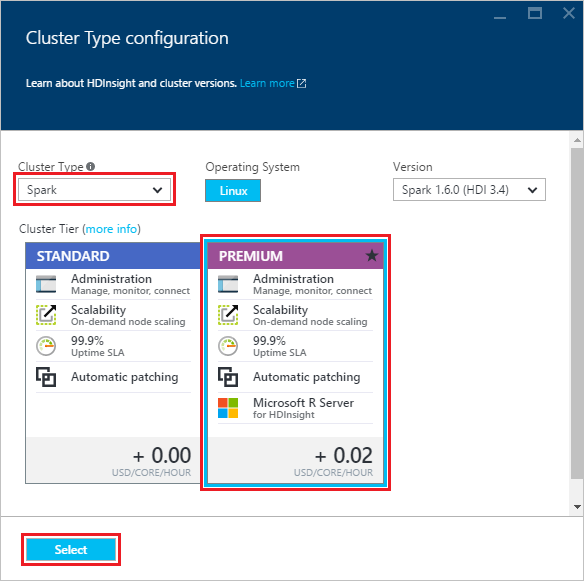 Cluster Type configuration
Learn about HDInsight and cluster versions. Learn more
Cluster Type
Operating System
Version
Spark
Linux
Spark 1.6.0 (HDI 3.4)
Cluster Tier (more info)
STANDARD
Administration
Manage, monitor, connect
Scalability
On-demand node scaling
99.9%
Uptime SLA
Automatic patching
+ 0.00
USD/CORE/HOUR
PREMIUM
Administration
Manage, monitor, connect
Scalability
On-demand node scaling
99.9%
Uptime SLA
Automatic patching
Microsoft R Server
for HDInsight
+ 0.02
USD/CORE/HOUR
Select